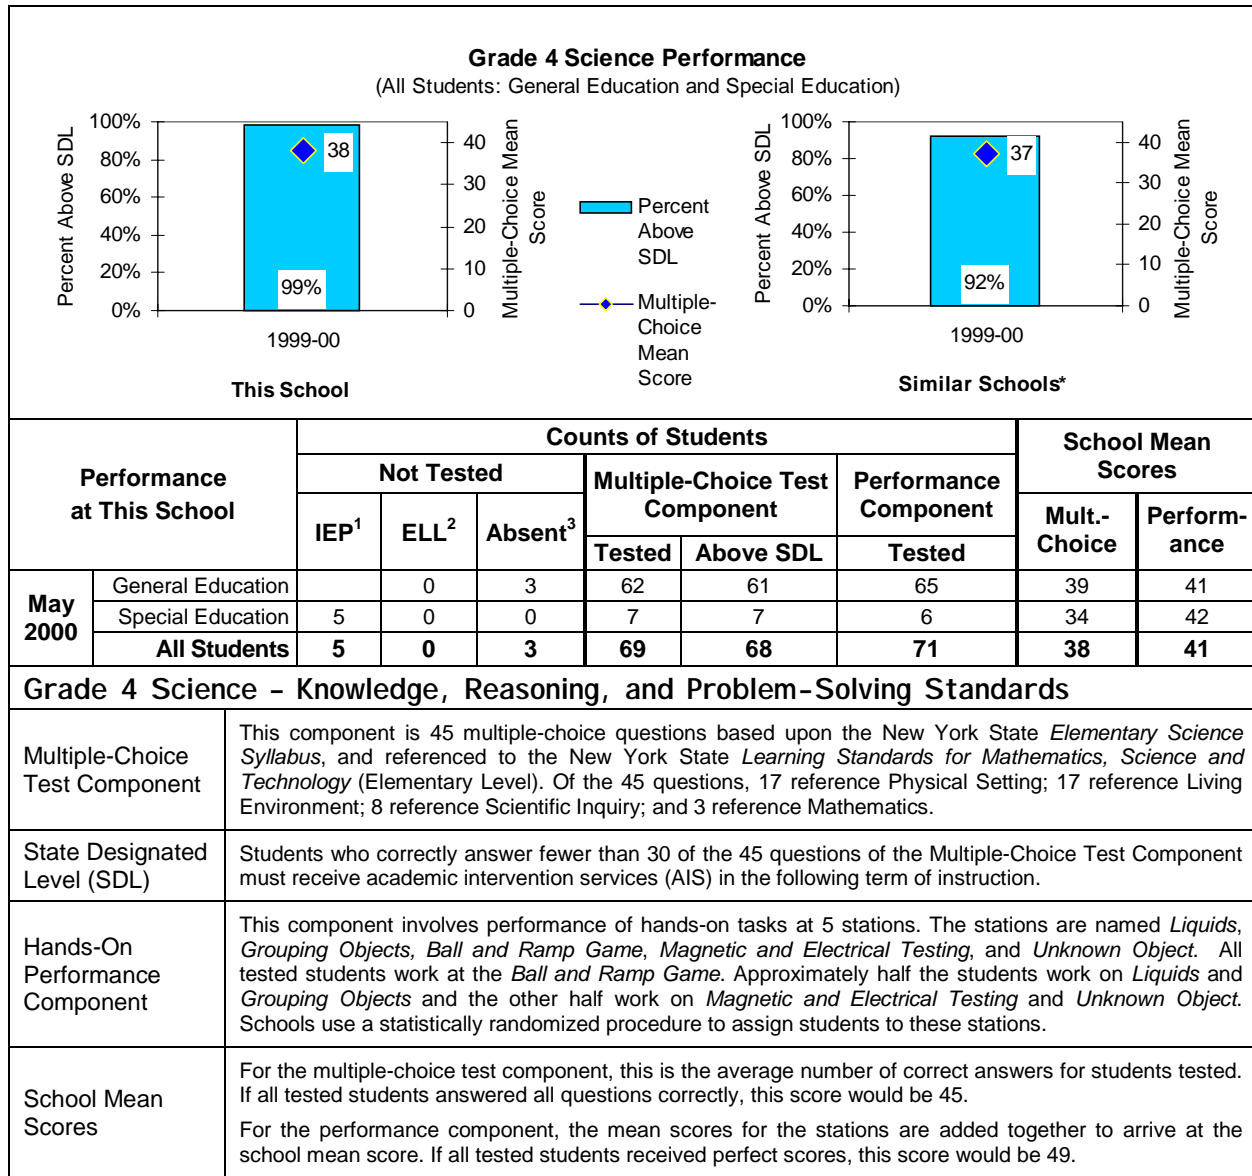 Grade 4 Science Performance
(All Students: General Education and Special Education)
Percent Above SDL
100%
80%
60%
40%
20%
0%
38
99%
1999-00
40
30
20
10
0
Multiple-Choice Mean
Score
This School
Percent
Above
SDL
Multiple-
Choice
Mean
Score
Percent Above SDL
100%
80%
60%
40%
20%
0%
37
92%
1999-00
40
30
20
10
0
Multiple-Choice Mean
Score
Similar Schools*
Performance
at This School
Counts of Students
School Mean
Scores
Not Tested
Multiple-Choice Test
Component
Performance
Component
IEP1 ELL2 Absent3
Tested Above SDL Tested
Mult.-
Choice
Perform-
ance
May
2000
General Education 0 3 62 61 65 39 41
Special Education 5 0 0 7 7 6 34 42
All Students 5 0 3 69 68 71 38 41
Grade 4 Science – Knowledge, Reasoning, and Problem-Solving Standards
Multiple-Choice
Test Component
This component is 45 multiple-choice questions based upon the New York State Elementary Science
Syllabus, and referenced to the New York State Learning Standards for Mathematics, Science and
Technology (Elementary Level). Of the 45 questions, 17 reference Physical Setting; 17 reference Living
Environment; 8 reference Scientific Inquiry; and 3 reference Mathematics.
State Designated
Level (SDL)
Students who correctly answer fewer than 30 of the 45 questions of the Multiple-Choice Test Component
must receive academic intervention services (AIS) in the following term of instruction.
Hands-On
Performance
Component
This component involves performance of hands-on tasks at 5 stations. The stations are named Liquids,
Grouping Objects, Ball and Ramp Game, Magnetic and Electrical Testing, and Unknown Object. All
tested students work at the Ball and Ramp Game. Approximately half the students work on Liquids and
Grouping Objects and the other half work on Magnetic and Electrical Testing and Unknown Object.
Schools use a statistically randomized procedure to assign students to these stations.
School Mean
Scores
For the multiple-choice test component, this is the average number of correct answers for students tested.
If all tested students answered all questions correctly, this score would be 45.
For the performance component, the mean scores for the stations are added together to arrive at the
school mean score. If all tested students received perfect scores, this score would be 49.